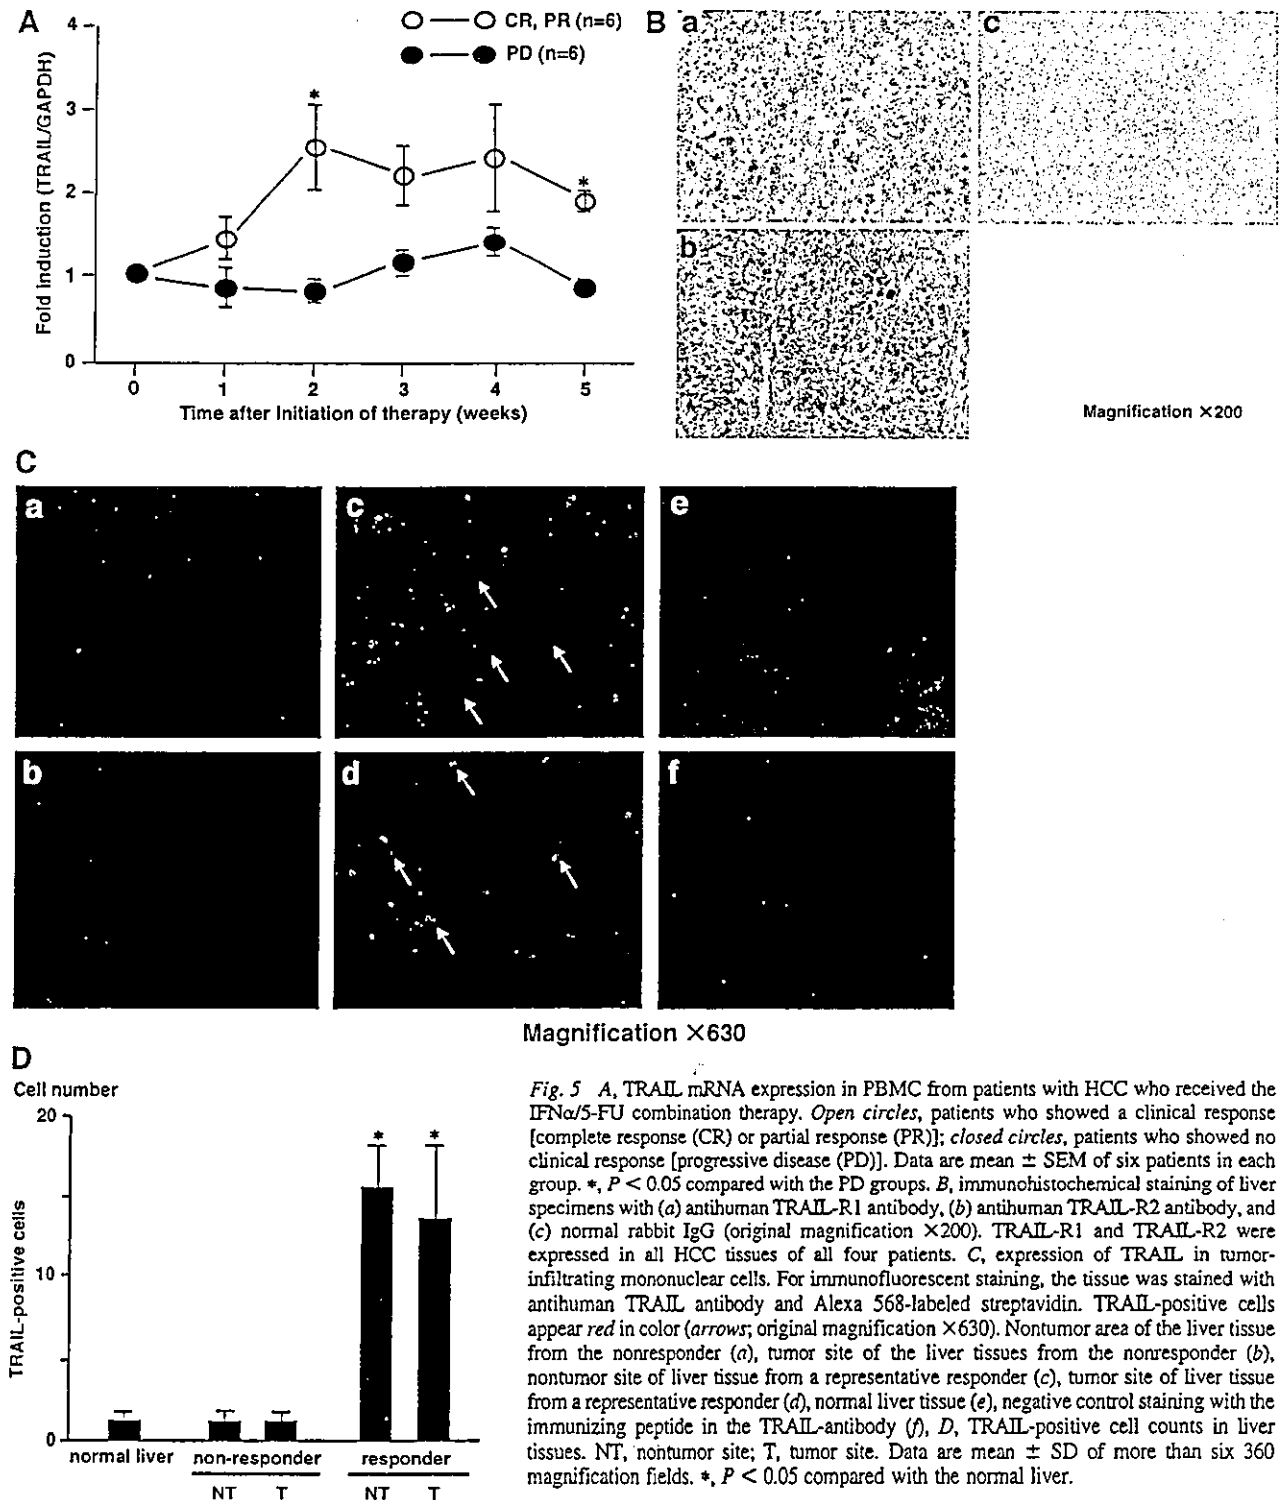 A
CR, PR (n=6)
PD (n=6)
Fold induction (TRAIL/GAPDH)
4
3
2
1
0
*
*
0 1 2 3 4 5
Time after Initiation of therapy (weeks)
B
a
c
b
Magnification ×200
C
a
c
e
b
d
f
Magnification ×630
D
Cell number
TRAIL-positive cells
20
10
0
* *
normal liver non-responder responder
NT T NT T
Fig. 5 A, TRAIL mRNA expression in PBMC from patients with HCC who received the
IFNα/5-FU combination therapy. Open circles, patients who showed a clinical response
[complete response (CR) or partial response (PR)]; closed circles, patients who showed no
clinical response [progressive disease (PD)]. Data are mean ± SEM of six patients in each
group. *, P < 0.05 compared with the PD groups. B, immunohistochemical staining of liver
specimens with (a) antihuman TRAIL-R1 antibody, (b) antihuman TRAIL-R2 antibody, and
(c) normal rabbit IgG (original magnification ×200). TRAIL-R1 and TRAIL-R2 were
expressed in all HCC tissues of all four patients. C, expression of TRAIL in tumor-
infiltrating mononuclear cells. For immunofluorescent staining, the tissue was stained with
antihuman TRAIL antibody and Alexa 568-labeled streptavidin. TRAIL-positive cells
appear red in color (arrows; original magnification ×630). Nontumor area of the liver tissue
from the nonresponder (a), tumor site of the liver tissues from the nonresponder (b),
nontumor site of liver tissue from a representative responder (c), tumor site of liver tissue
from a representative responder (d), normal liver tissue (e), negative control staining with the
immunizing peptide in the TRAIL-antibody (f), D, TRAIL-positive cell counts in liver
tissues. NT, nontumor site; T, tumor site. Data are mean ± SD of more than six 360
magnification fields. *, P < 0.05 compared with the normal liver.